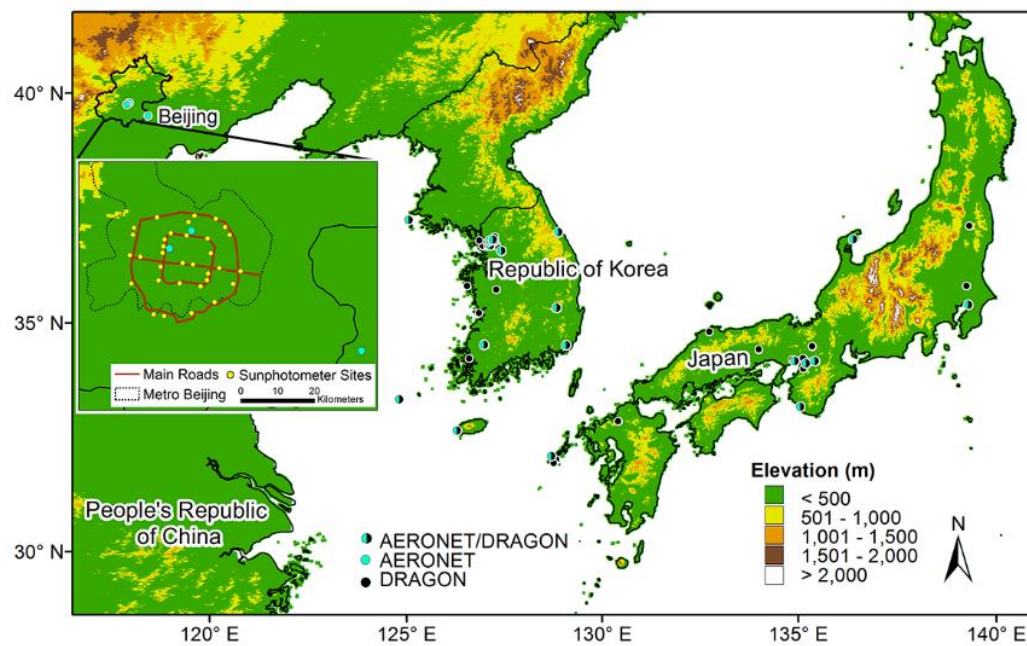 40° N
Beijing
Main Roads
Sunphotometer Sites
Metro Beijing
0 10 20
Kilometers
Republic of Korea
35° N
Japan
People's Republic
of China
30° N
AERONET/DRAGON
AERONET
DRAGON
Elevation (m)
< 500
501 - 1,000
1,001 - 1,500
1,501 - 2,000
> 2,000
N
120° E
125° E
130° E
135° E
140° E